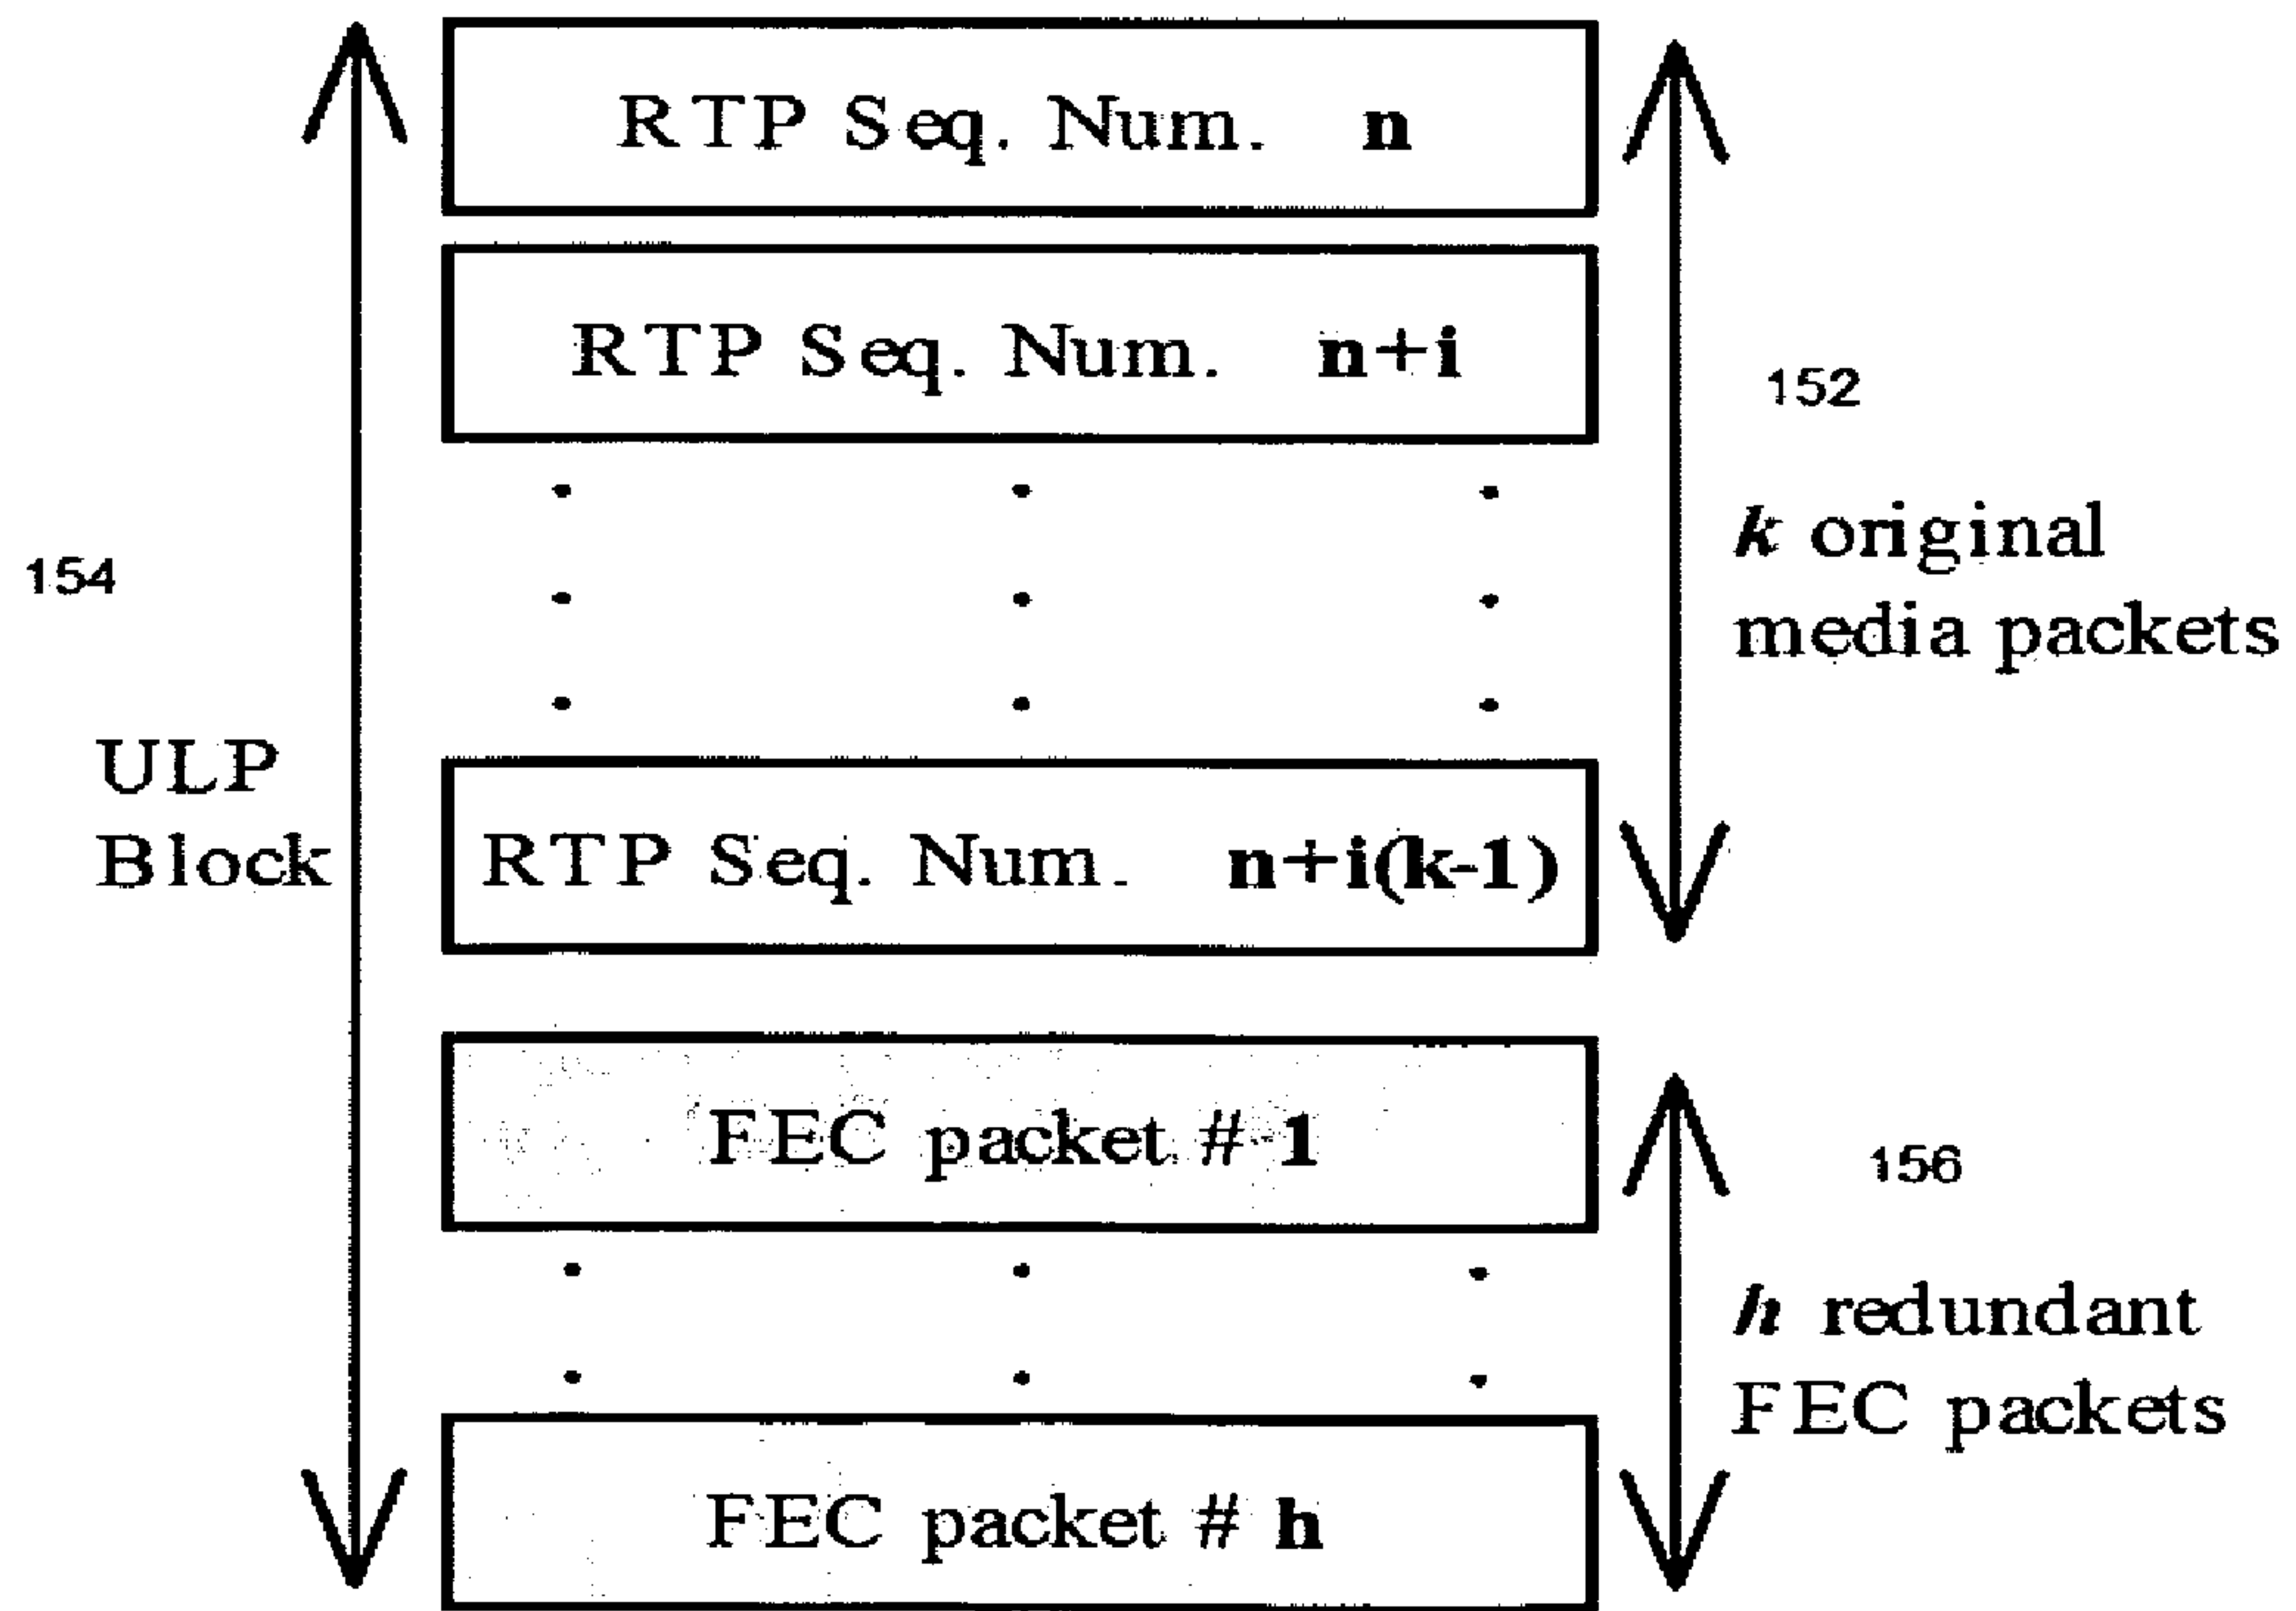 RTP Seq. Num. n
RTP Seq. Num. n+i
152
k original
media packets
154
ULP
Block
RTP Seq. Num. n+i(k-1)
FEC packet # 1
156
h redundant
FEC packets
FEC packet # h